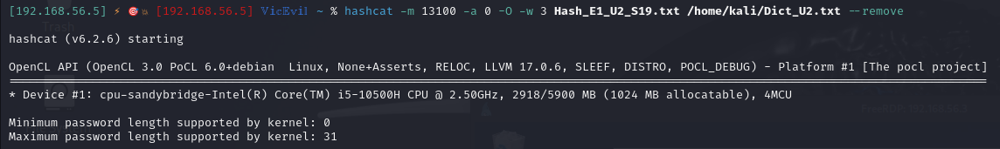 [192.168.56.5] ⚡ 🎯💥 [192.168.56.50] VicEvil ~ % hashcat -m 13100 -a 0 -O -w 3 Hash_E1_U2_S19.txt /home/kali/Dict_U2.txt --remove
hashcat (v6.2.6) starting
OpenCL API (OpenCL 3.0 PoCL 6.0+debian  Linux, None+Asserts, RELOC, LLVM 17.0.6, SLEEF, DISTRO, POCL_DEBUG) - Platform #1 [The pocl project]
* Device #1: cpu-sandybridge-Intel(R) Core(TM) i5-10500H CPU @ 2.50GHz, 2918/5900 MB (1024 MB allocatable), 4MCU
Minimum password length supported by kernel: 0
Maximum password length supported by kernel: 31